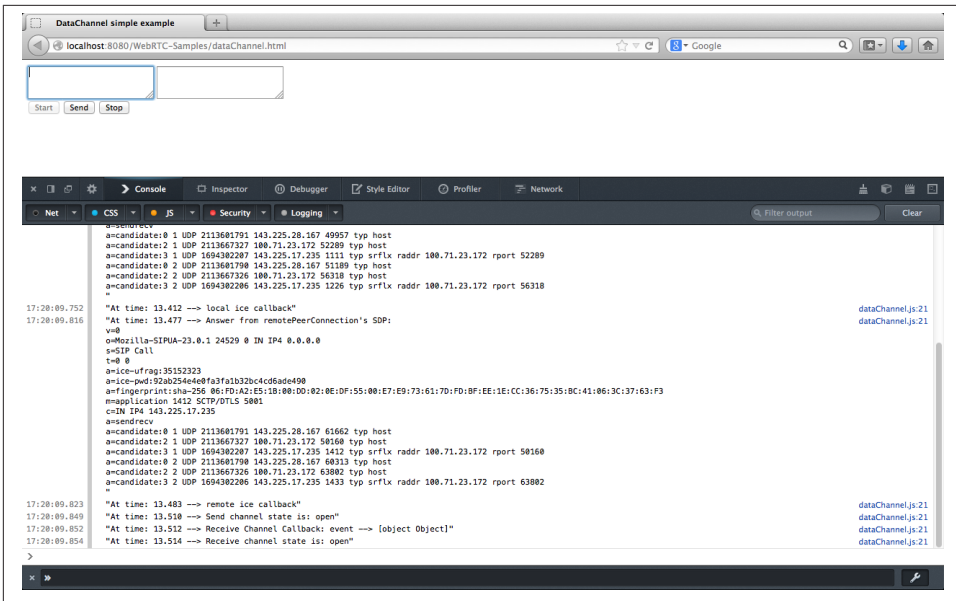 DataChannel simple example
localhost:8080/WebRTC-Samples/dataChannel.html
Google
Start Send Stop
Console Inspector Debugger Style Editor Profiler Network
Net CSS JS Security Logging Filter output Clear
a=sendrecv
a=candidate:0 1 UDP 2113601791 143.225.28.167 49957 typ host
a=candidate:2 1 UDP 2113667327 100.71.23.172 52289 typ host
a=candidate:3 1 UDP 1694302207 143.225.17.235 1111 typ srflx raddr 100.71.23.172 rport 52289
a=candidate:0 2 UDP 2113601790 143.225.28.167 51189 typ host
a=candidate:2 2 UDP 2113667326 100.71.23.172 56318 typ host
a=candidate:3 2 UDP 1694302206 143.225.17.235 1226 typ srflx raddr 100.71.23.172 rport 56318
"
17:20:09.752 "At time: 13.412 --> local ice callback" dataChannel.js:21
17:20:09.816 "At time: 13.477 --> Answer from remotePeerConnection's SDP: dataChannel.js:21
v=0
o=Mozilla-SIPUA-23.0.1 24529 0 IN IP4 0.0.0.0
s=SIP Call
t=0 0
a=ice-ufrag:35152323
a=ice-pwd:92ab254e4e0fa3fa1b32bc4cd6ade490
a=fingerprint:sha-256 06:FD:A2:E5:1B:00:DD:02:0E:DF:55:00:E7:E9:73:61:7D:FD:BF:EE:1E:CC:36:75:35:BC:41:06:3C:37:63:F3
m=application 1412 SCTP/DTLS 5001
c=IN IP4 143.225.17.235
a=sendrecv
a=candidate:0 1 UDP 2113601791 143.225.28.167 61662 typ host
a=candidate:2 1 UDP 2113667327 100.71.23.172 50160 typ host
a=candidate:3 1 UDP 1694302207 143.225.17.235 1412 typ srflx raddr 100.71.23.172 rport 50160
a=candidate:0 2 UDP 2113601790 143.225.28.167 60313 typ host
a=candidate:2 2 UDP 2113667326 100.71.23.172 63802 typ host
a=candidate:3 2 UDP 1694302206 143.225.17.235 1433 typ srflx raddr 100.71.23.172 rport 63802
"
17:20:09.823 "At time: 13.483 --> remote ice callback" dataChannel.js:21
17:20:09.849 "At time: 13.510 --> Send channel state is: open" dataChannel.js:21
17:20:09.852 "At time: 13.512 --> Receive Channel Callback: event --> [object Object]" dataChannel.js:21
17:20:09.854 "At time: 13.514 --> Receive channel state is: open" dataChannel.js:21
>
× »